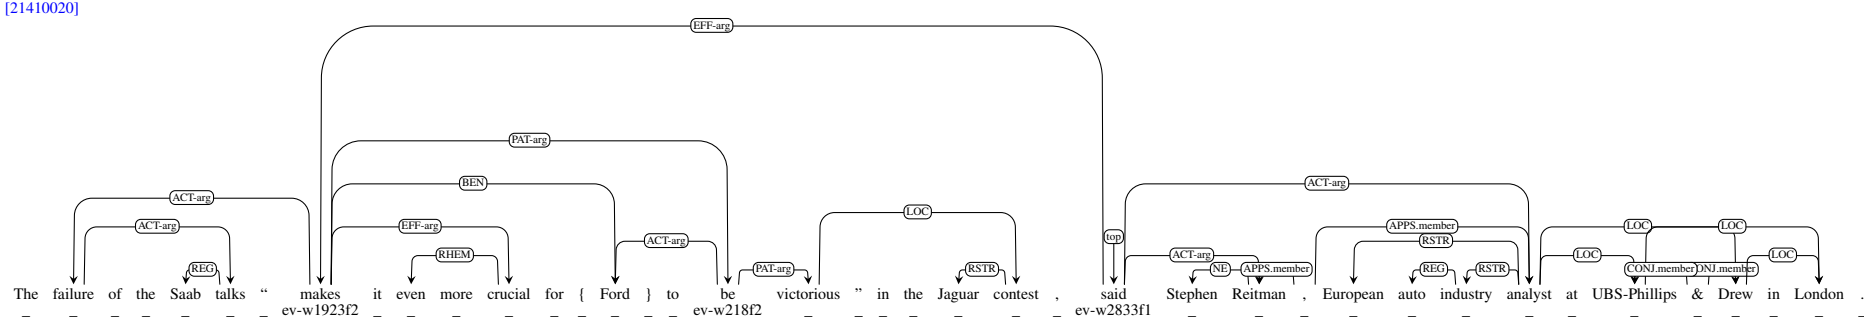 [21410020]
EFF-arg
PAT-arg
BEN ACT-arg
ACT-arg LOC
ACT-arg EFF-arg APPS.member LOC LOC
top
ACT-arg RSTR
RHEM ACT-arg LOC LOC
REG PAT-arg RSTR NE APPS.member REG RSTR CONJ.member ONJ.member
The failure of the Saab talks “ makes it even more crucial for { Ford } to be victorious ” in the Jaguar contest , said Stephen Reitman , European auto industry analyst at UBS-Phillips & Drew in London .
_ _ _ _ _ _ _ ev-w1923f2 _ _ _ _ _ _ _ _ _ ev-w218f2 _ _ _ _ _ _ _ ev-w2833f1 _ _ _ _ _ _ _ _ _ _ _ _ _ _